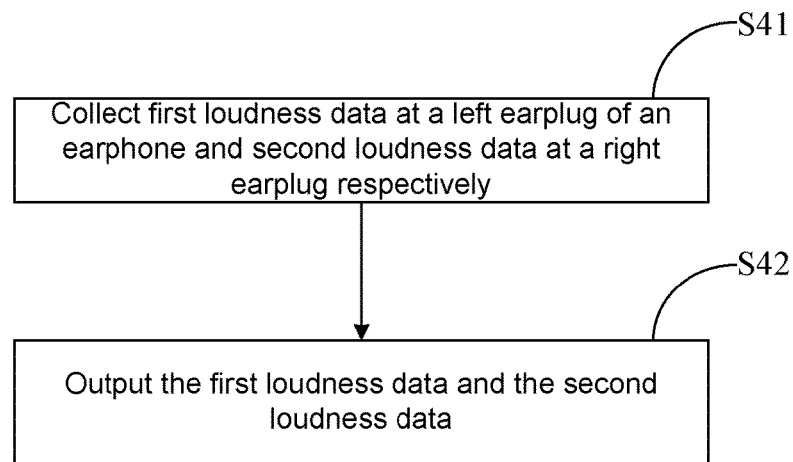 S41
Collect first loudness data at a left earplug of an
earphone and second loudness data at a right
earplug respectively
S42
Output the first loudness data and the second
loudness data